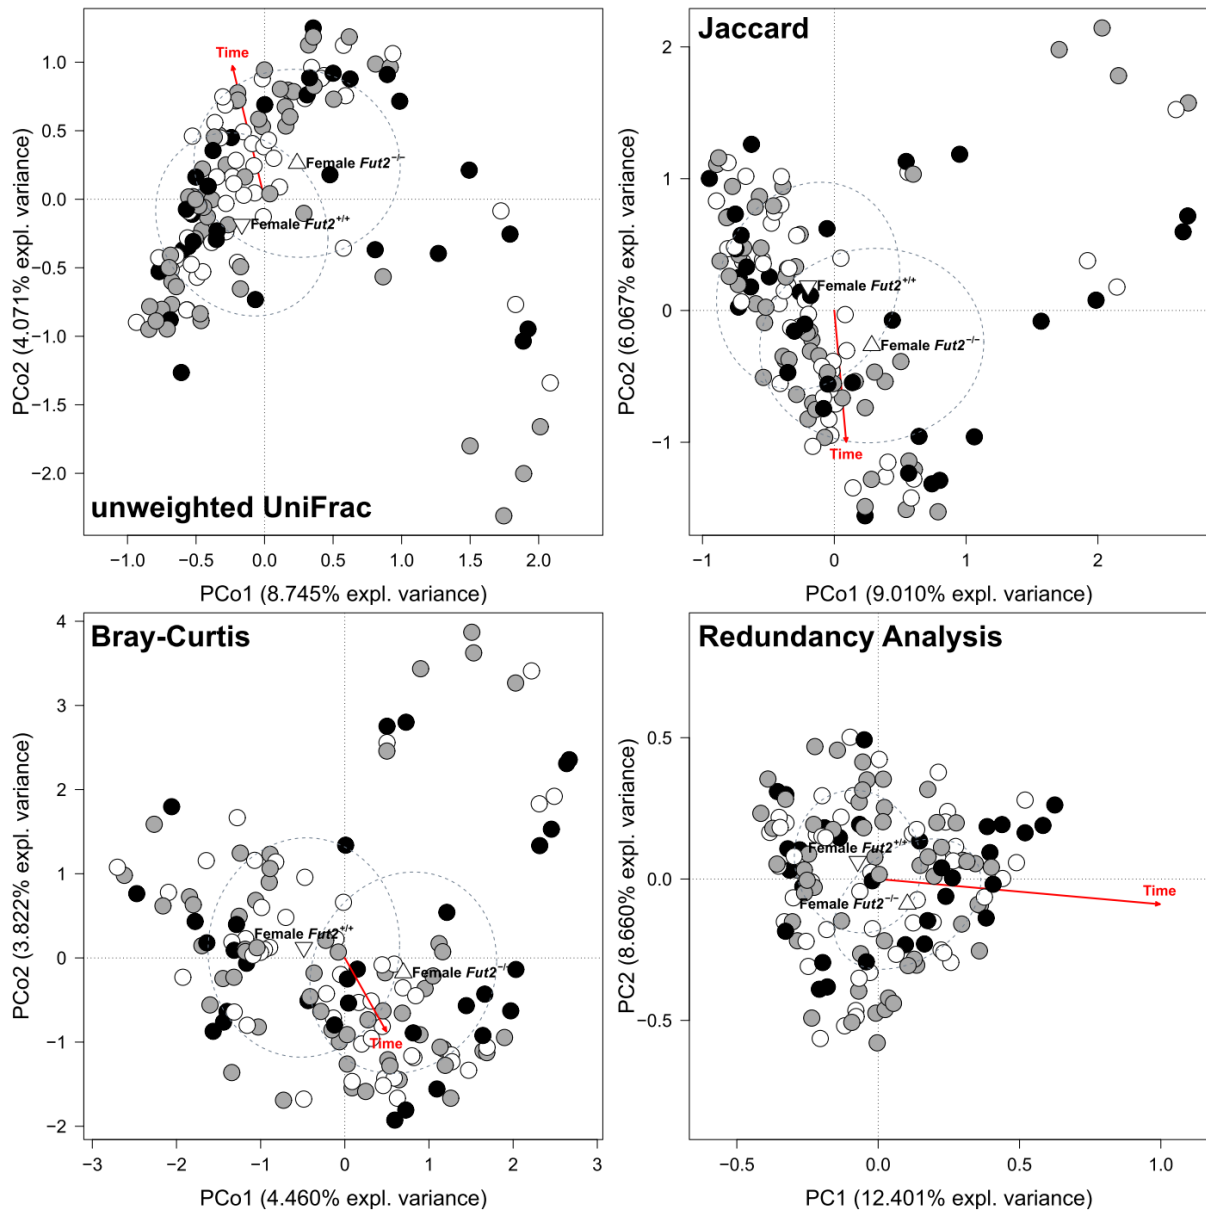 unweighted UniFrac
Time
Female Fut2−/−
Female Fut2+/+
1.0
0.5
0.0
−0.5
−1.0
−1.5
−2.0
PCo2 (4.071% expl. variance)
−1.0
−0.5
0.0
0.5
1.0
1.5
2.0
PCo1 (8.745% expl. variance)
Jaccard
Female Fut2+/+
Female Fut2−/−
Time
2
1
0
−1
PCo2 (6.067% expl. variance)
−1
0
1
2
PCo1 (9.010% expl. variance)
Bray-Curtis
Female Fut2+/+
Female Fut2−/−
Time
4
3
2
1
0
−1
−2
PCo2 (3.822% expl. variance)
−3
−2
−1
0
1
2
3
PCo1 (4.460% expl. variance)
Redundancy Analysis
Female Fut2+/+
Time
Female Fut2−/−
0.5
0.0
−0.5
PC2 (8.660% expl. variance)
−0.5
0.0
0.5
1.0
PC1 (12.401% expl. variance)